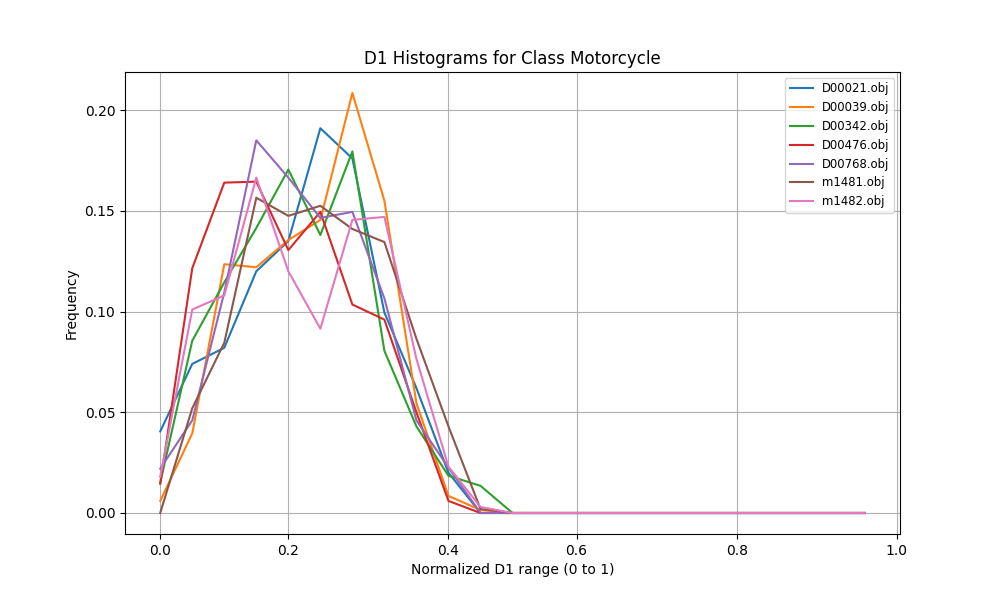 D1 Histograms for Class Motorcycle
D00021.obj
D00039.obj
D00342.obj
D00476.obj
D00768.obj
m1481.obj
m1482.obj
Frequency
0.20
0.15
0.10
0.05
0.00
0.0 0.2 0.4 0.6 0.8 1.0
Normalized D1 range (0 to 1)